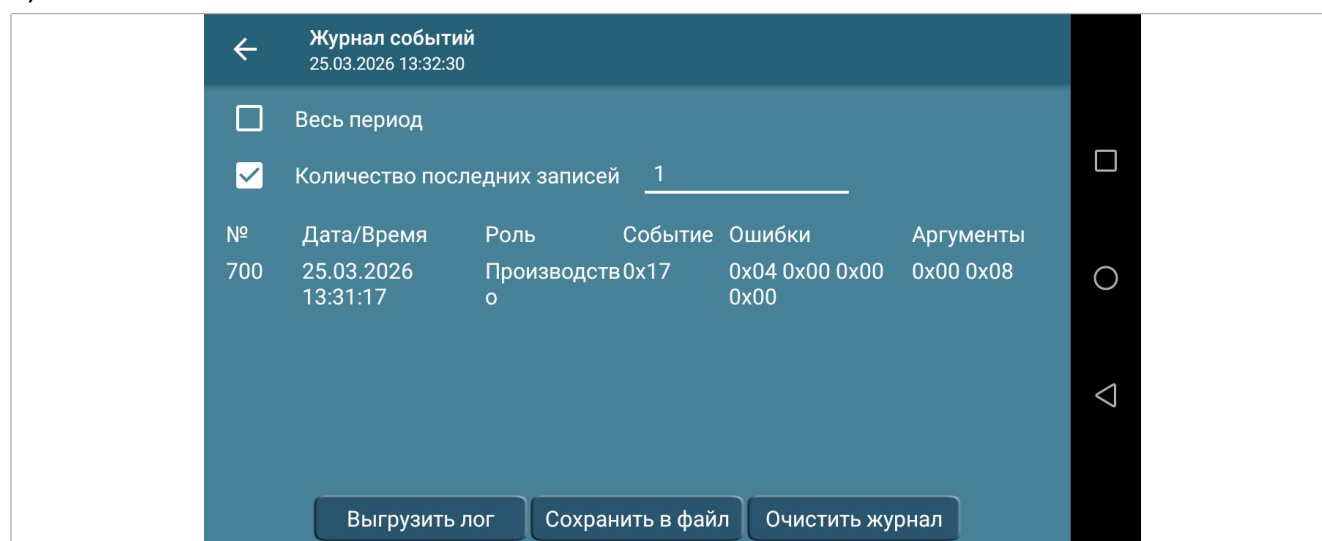 Журнал событий
25.03.2026 13:32:30
Весь период
Количество последних записей 1
№ Дата/Время Роль Событие Ошибки Аргументы
700 25.03.2026 Производств 0x17 0x04 0x00 0x00 0x00 0x08
13:31:17 о 0x00
Выгрузить лог Сохранить в файл Очистить журнал